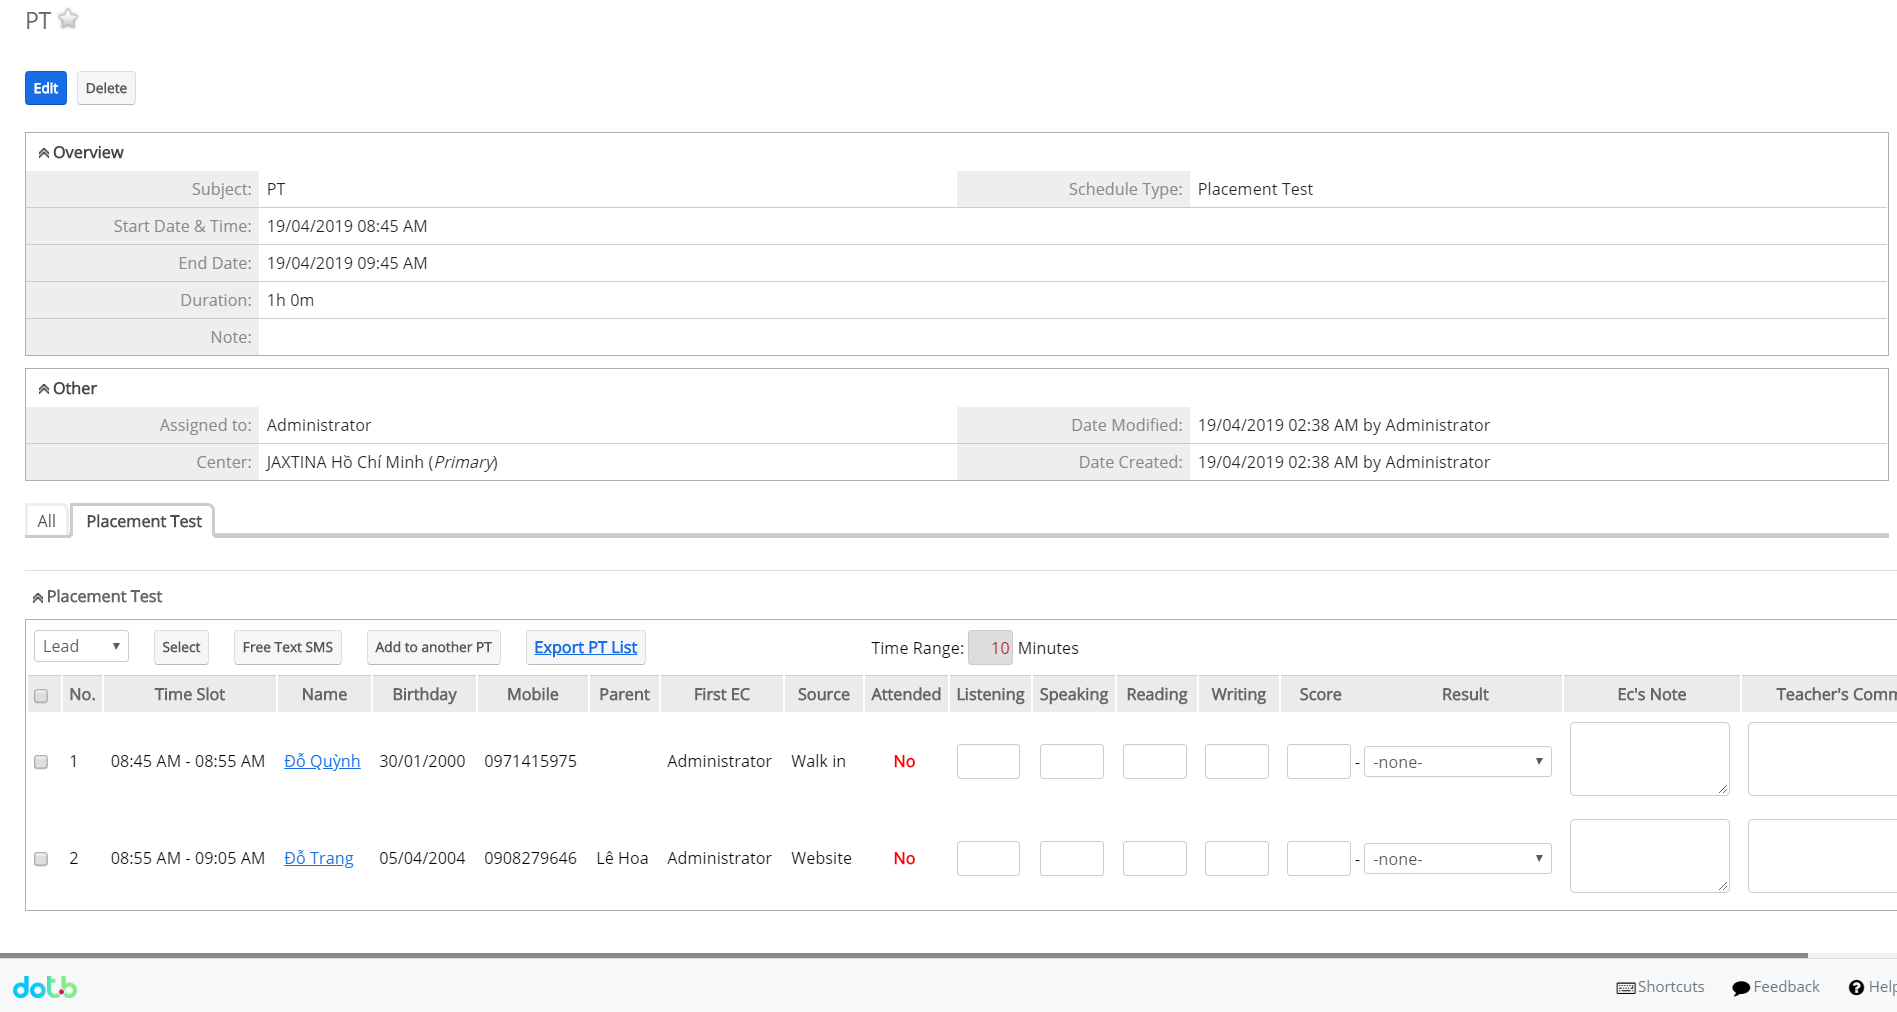 PT
Edit Delete
Overview
Subject: PT Schedule Type: Placement Test
Start Date & Time: 19/04/2019 08:45 AM
End Date: 19/04/2019 09:45 AM
Duration: 1h 0m
Note:
Other
Assigned to: Administrator Date Modified: 19/04/2019 02:38 AM by Administrator
Center: JAXTINA Hồ Chí Minh (Primary) Date Created: 19/04/2019 02:38 AM by Administrator
All Placement Test
Placement Test
Lead Select Free Text SMS Add to another PT Export PT List Time Range: 10 Minutes
No. Time Slot Name Birthday Mobile Parent First EC Source Attended Listening Speaking Reading Writing Score Result Ec's Note Teacher's Comm
1 08:45 AM - 08:55 AM Đỗ Quỳnh 30/01/2000 0971415975 Administrator Walk in No - -none-
2 08:55 AM - 09:05 AM Đỗ Trang 05/04/2004 0908279646 Lê Hoa Administrator Website No - -none-
dotb Shortcuts Feedback Help